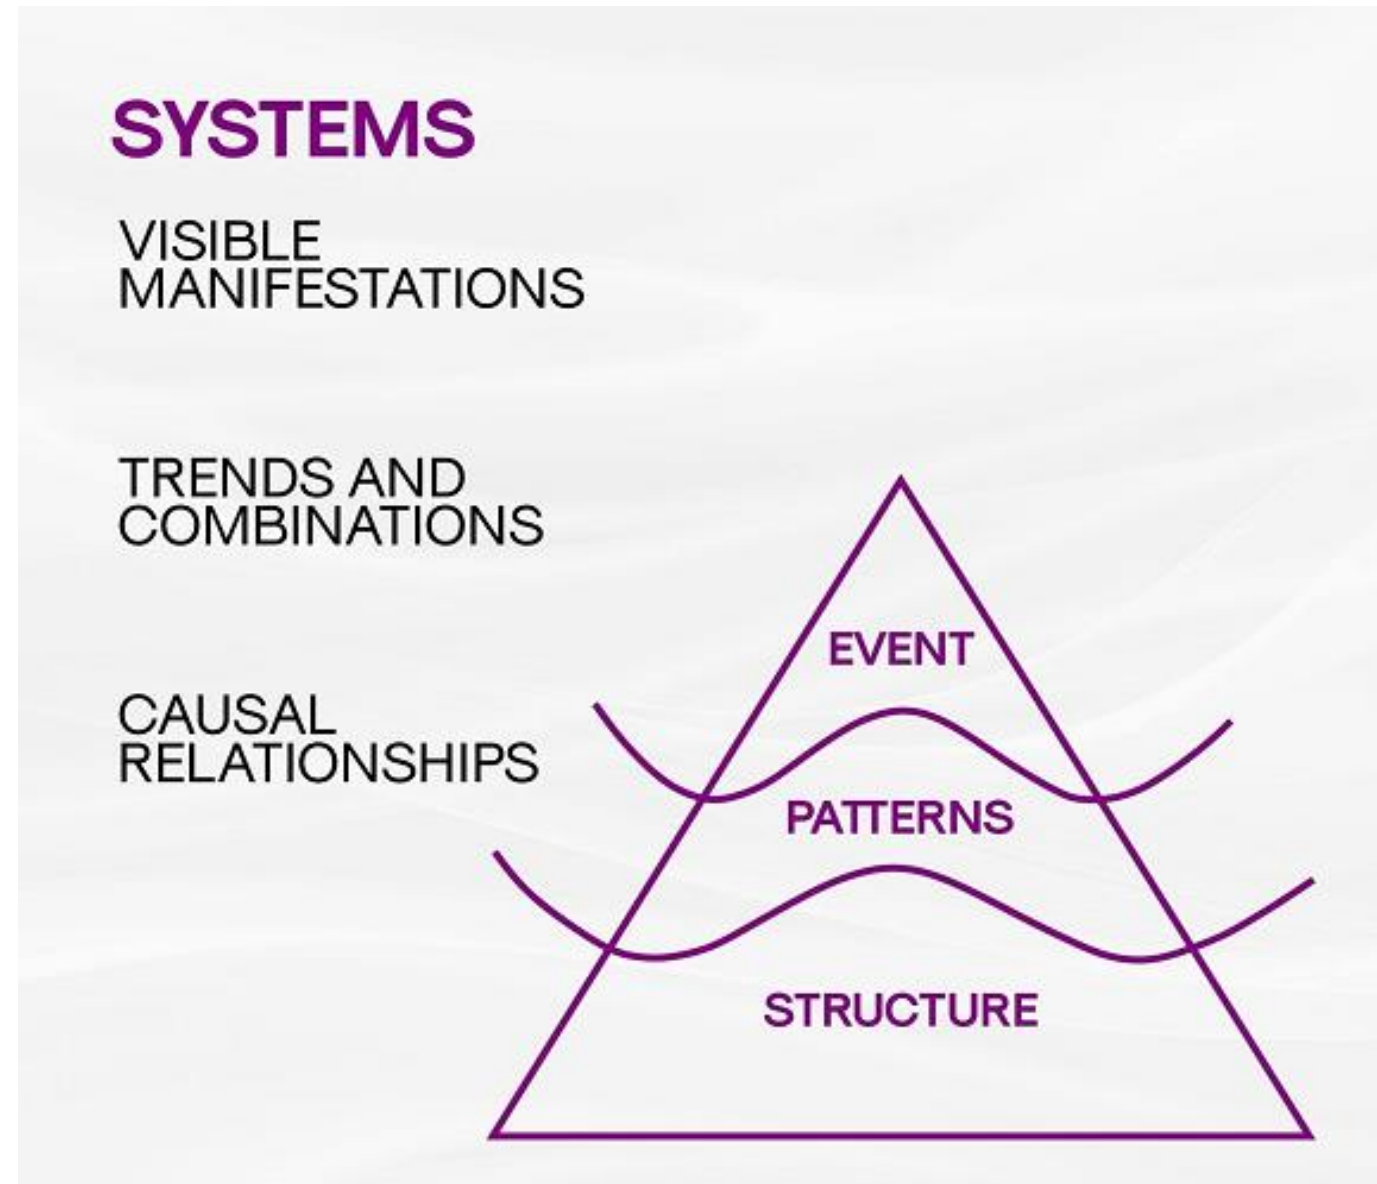 SYSTEMS
VISIBLE
MANIFESTATIONS
TRENDS AND
COMBINATIONS
CAUSAL
RELATIONSHIPS
EVENT
PATTERNS
STRUCTURE